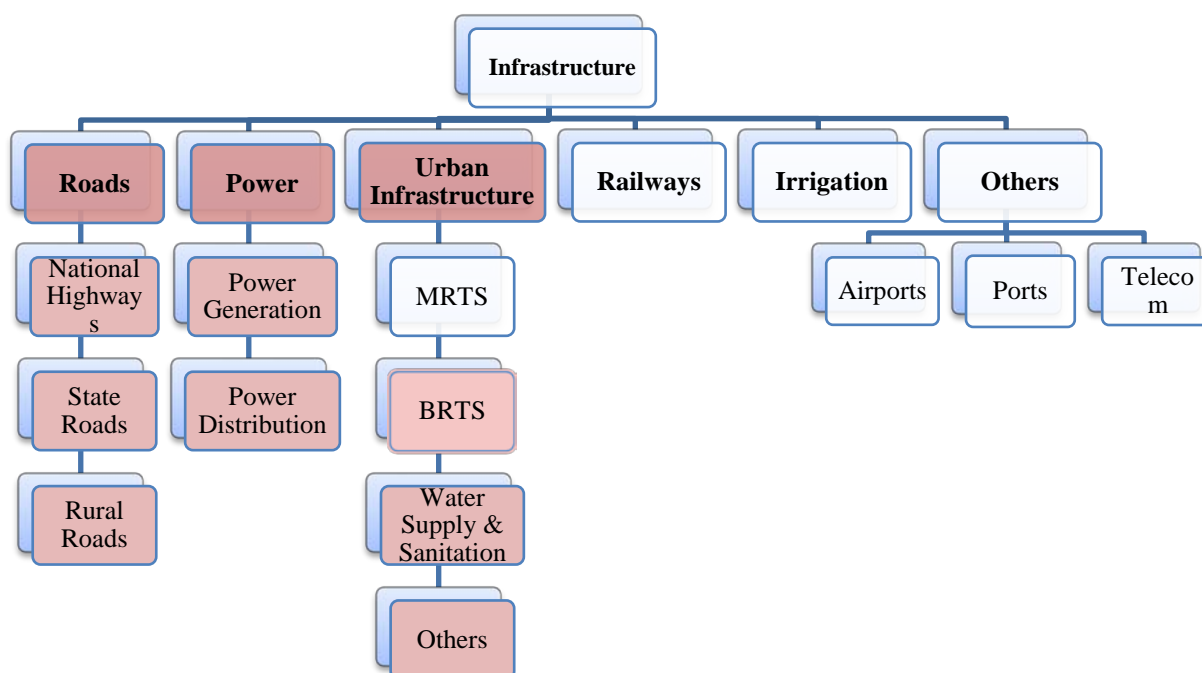 Infrastructure
Roads
Power
Urban
Infrastructure
Railways
Irrigation
Others
National
Highway
s
State
Roads
Rural
Roads
Power
Generation
Power
Distribution
MRTS
BRTS
Water
Supply &
Sanitation
Others
Airports
Ports
Teleco
m